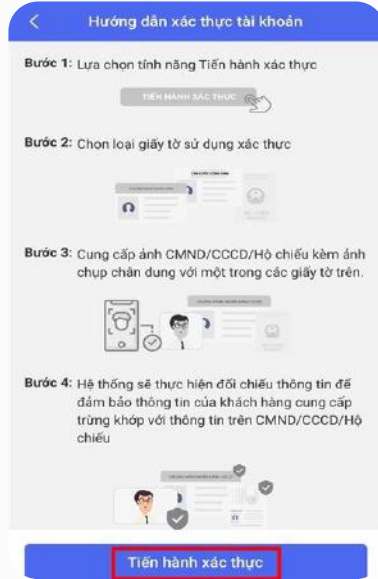 Hướng dẫn xác thực tài khoản
Bước 1: Lựa chọn tính năng Tiến hành xác thực
TIẾN HÀNH XÁC THỰC
Bước 2: Chọn loại giấy tờ sử dụng xác thực
Bước 3: Cung cấp ảnh CMND/CCCD/Hộ chiếu kèm ảnh
chụp chân dung với một trong các giấy tờ trên.
Bước 4: Hệ thống sẽ thực hiện đối chiếu thông tin để
đảm bảo thông tin của khách hàng cung cấp
trùng khớp với thông tin trên CMND/CCCD/Hộ
chiếu
Tiến hành xác thực